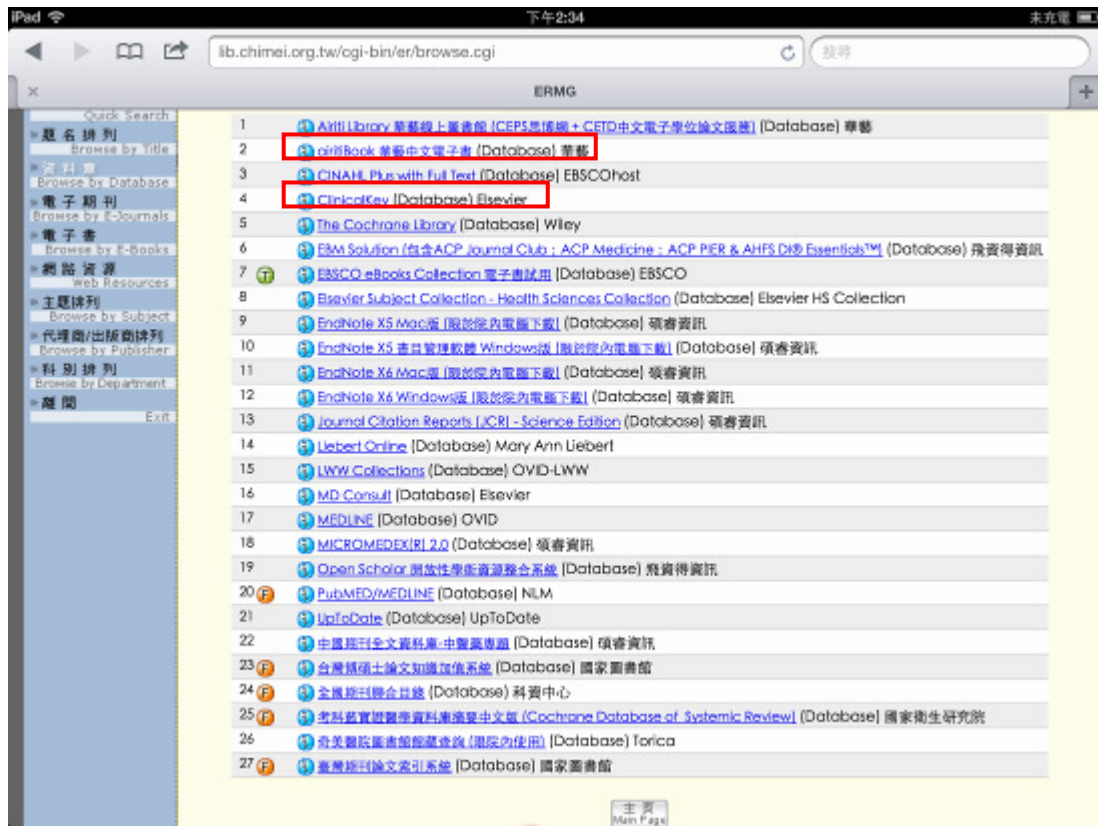 iPad 下午2:34 未充電
lib.chimei.org.tw/cgi-bin/er/browse.cgi 搜尋
ERMG
Quick Search
題名排列
Browse by Title
資料庫
Browse by Database
電子期刊
Browse by E-Journals
電子書
Browse by E-Books
網路資源
Web Resources
主題排列
Browse by Subject
代理商/出版商排列
Browse by Publisher
科別排列
Browse by Department
離開
Exit
1 Airiti Library 華藝線上圖書館 (CEPS思博網 + CETD中文電子學位論文服務) (Database) 華藝
2 airitiBook 華藝中文電子書 (Database) 華藝
3 CINAHL Plus with Full Text (Database) EBSCOhost
4 ClinicalKey (Database) Elsevier
5 The Cochrane Library (Database) Wiley
6 EBM Solution (包含ACP Journal Club ; ACP Medicine ; ACP PIER & AHFS DI® Essentials™) (Database) 飛資得資訊
7 T EBSCO eBooks Collection 電子書試用 (Database) EBSCO
8 Elsevier Subject Collection - Health Sciences Collection (Database) Elsevier HS Collection
9 EndNote X5 Mac版 [限於院內電腦下載] (Database) 碩睿資訊
10 EndNote X5 書目管理軟體 Windows版 [限於院內電腦下載] (Database) 碩睿資訊
11 EndNote X6 Mac版 [限於院內電腦下載] (Database) 碩睿資訊
12 EndNote X6 Windows版 [限於院內電腦下載] (Database) 碩睿資訊
13 Journal Citation Reports [JCR] - Science Edition (Database) 碩睿資訊
14 Liebert Online (Database) Mary Ann Liebert
15 LWW Collections (Database) OVID-LWW
16 MD Consult (Database) Elsevier
17 MEDLINE (Database) OVID
18 MICROMEDEX[R] 2.0 (Database) 碩睿資訊
19 Open Scholar 開放性學術資源整合系統 (Database) 飛資得資訊
20 F PubMED/MEDLINE (Database) NLM
21 UpToDate (Database) UpToDate
22 中國期刊全文資料庫-中醫藥專題 (Database) 碩睿資訊
23 F 台灣博碩士論文知識加值系統 (Database) 國家圖書館
24 F 全國期刊聯合目錄 (Database) 科資中心
25 F 考科藍實證醫學資料庫摘要中文版 (Cochrane Database of Systemic Review) (Database) 國家衛生研究院
26 奇美醫院圖書館館藏查詢 (限院內使用) (Database) Torica
27 F 臺灣期刊論文索引系統 (Database) 國家圖書館
主頁
Main Page